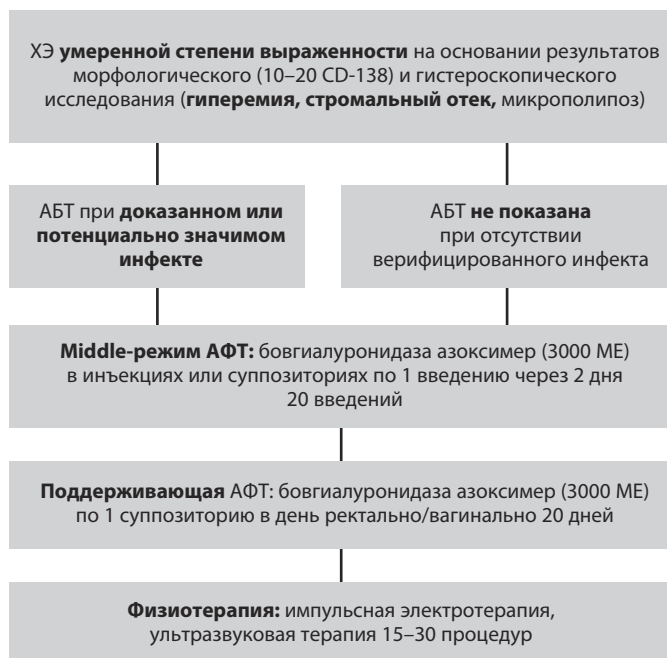 ХЭ умеренной степени выраженности на основании результатов
морфологического (10–20 CD-138) и гистероскопического
исследования (гиперемия, стромальный отек, микрополипоз)
АБТ при доказанном или
потенциально значимом
инфекте
АБТ не показана
при отсутствии
верифицированного инфекта
Middle-режим АФТ: бовгиалуронидаза азоксимер (3000 МЕ)
в инъекциях или суппозиториях по 1 введению через 2 дня
20 введений
Поддерживающая АФТ: бовгиалуронидаза азоксимер (3000 МЕ)
по 1 суппозиторию в день ректально/вагинально 20 дней
Физиотерапия: импульсная электротерапия,
ультразвуковая терапия 15–30 процедур